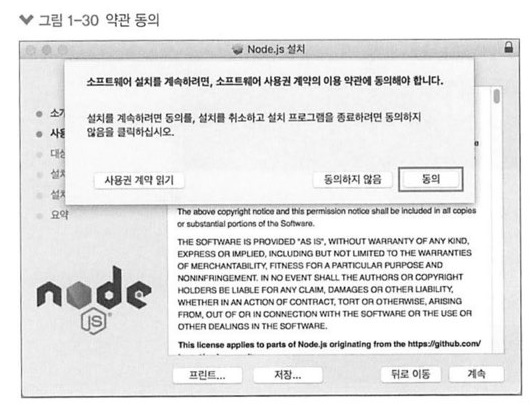 그림 1-30 약관 동의
Node.js 설치
소프트웨어 설치를 계속하려면, 소프트웨어 사용권 계약의 이용 약관에 동의해야 합니다.
설치를 계속하려면 동의를, 설치를 취소하고 설치 프로그램을 종료하려면 동의하지
않음을 클릭하십시오.
사용권 계약 읽기
동의하지 않음
동의
소개
사용
대상
설치
설치
요약
The above copyright notice and this permission notice shall be included in all copies
or substantial portions of the Software.
THE SOFTWARE IS PROVIDED "AS IS", WITHOUT WARRANTY OF ANY KIND,
EXPRESS OR IMPLIED, INCLUDING BUT NOT LIMITED TO THE WARRANTIES
OF MERCHANTABILITY, FITNESS FOR A PARTICULAR PURPOSE AND
NONINFRINGEMENT. IN NO EVENT SHALL THE AUTHORS OR COPYRIGHT
HOLDERS BE LIABLE FOR ANY CLAIM, DAMAGES OR OTHER LIABILITY,
WHETHER IN AN ACTION OF CONTRACT, TORT OR OTHERWISE, ARISING
FROM, OUT OF OR IN CONNECTION WITH THE SOFTWARE OR THE USE OR
OTHER DEALINGS IN THE SOFTWARE.
This license applies to parts of Node.js originating from the https://github.com/
node
JS
프린트...
저장...
뒤로 이동
계속